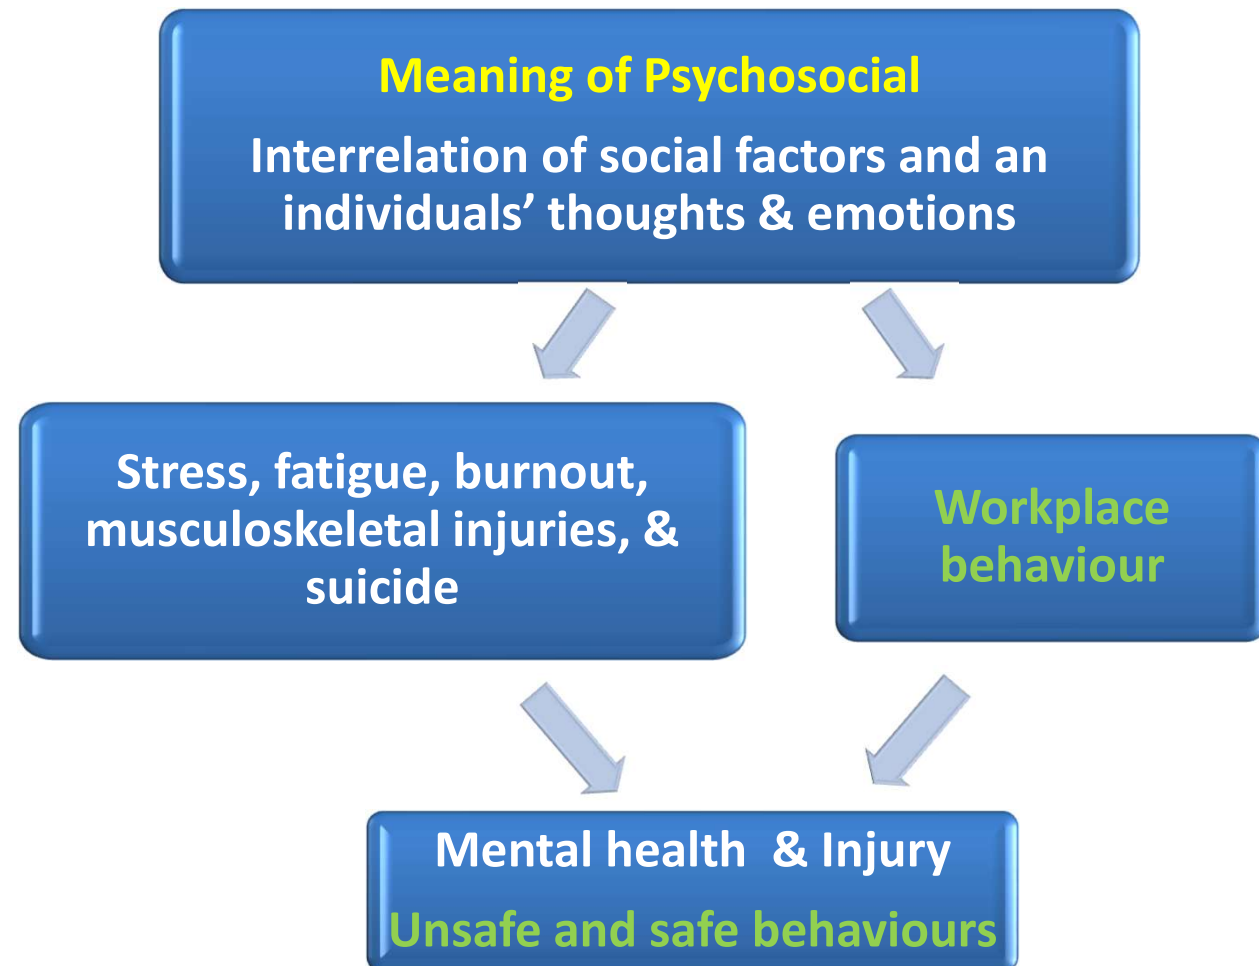 Meaning of Psychosocial
Interrelation of social factors and an
individuals’ thoughts & emotions
Stress, fatigue, burnout,
musculoskeletal injuries, &
suicide
Workplace
behaviour
Mental health & Injury
Unsafe and safe behaviours